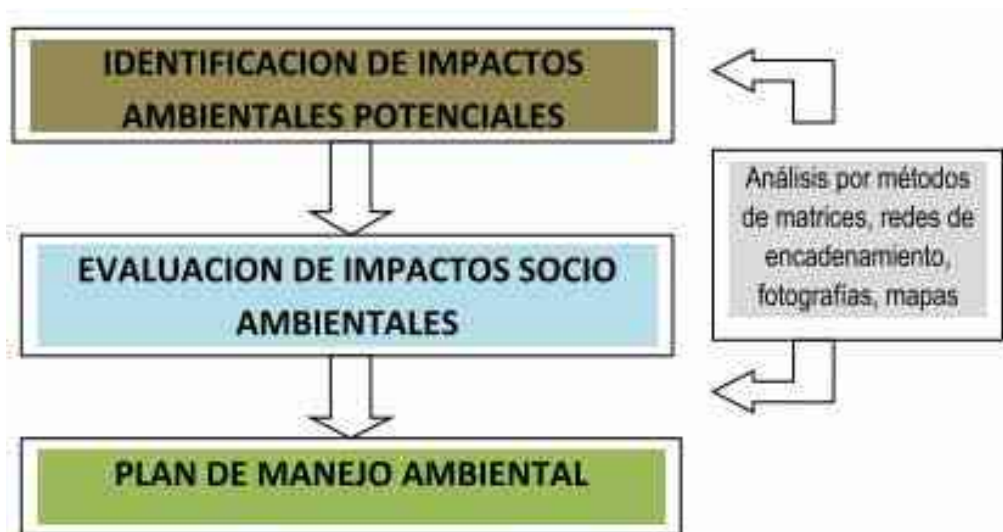 IDENTIFICACION DE IMPACTOS
AMBIENTALES POTENCIALES
Análisis por métodos
de matrices, redes de
encadenamiento,
fotografías, mapas
EVALUACION DE IMPACTOS SOCIO
AMBIENTALES
PLAN DE MANEJO AMBIENTAL